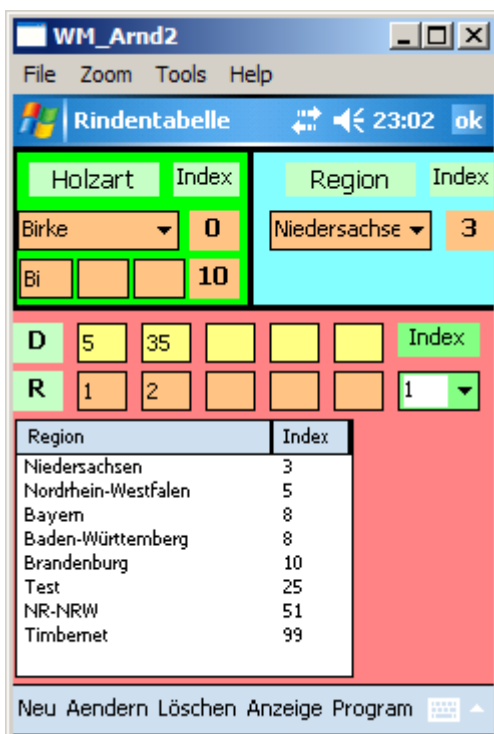 WM_Arnd2
File Zoom Tools Help
Rindentabelle 23:02 ok
Holzart Index Region Index
Birke 0 Niedersachse 3
Bi 10
D 5 35 Index
R 1 2 1
Region Index
Niedersachsen 3
Nordrhein-Westfalen 5
Bayern 8
Baden-Württemberg 8
Brandenburg 10
Test 25
NR-NRW 51
Timbernet 99
Neu Aendern Löschen Anzeige Program